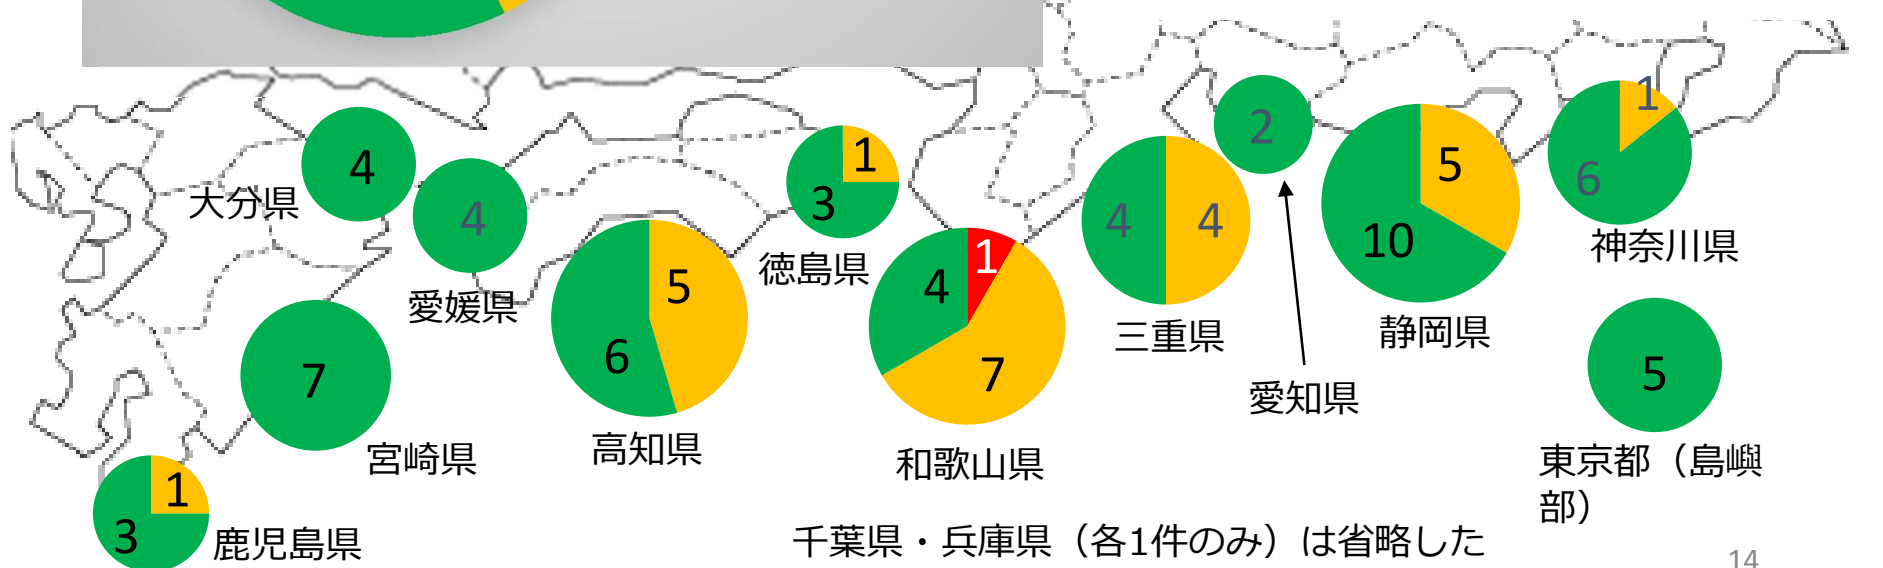 1
2
5
4
1
10
6
大分県
4
1
3
4
4
神奈川県
徳島県
愛媛県
5
6
4
1
7
三重県
静岡県
愛知県
7
5
宮崎県
高知県
和歌山県
東京都（島嶼
部）
1
3
鹿児島県
千葉県・兵庫県（各1件のみ）は省略した
14